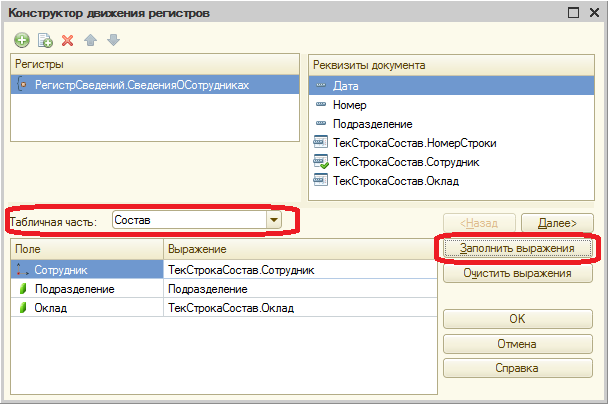 Конструктор движения регистров
Регистры
РегистрСведений.СведенияОСотрудниках
Реквизиты документа
Дата
Номер
Подразделение
ТекСтрокаСостав.НомерСтроки
ТекСтрокаСостав.Сотрудник
ТекСтрокаСостав.Оклад
Табличная часть: Состав
<Назад Далее>
Поле Выражение
Сотрудник ТекСтрокаСостав.Сотрудник
Подразделение Подразделение
Оклад ТекСтрокаСостав.Оклад
Заполнить выражения
Очистить выражения
OK
Отмена
Справка